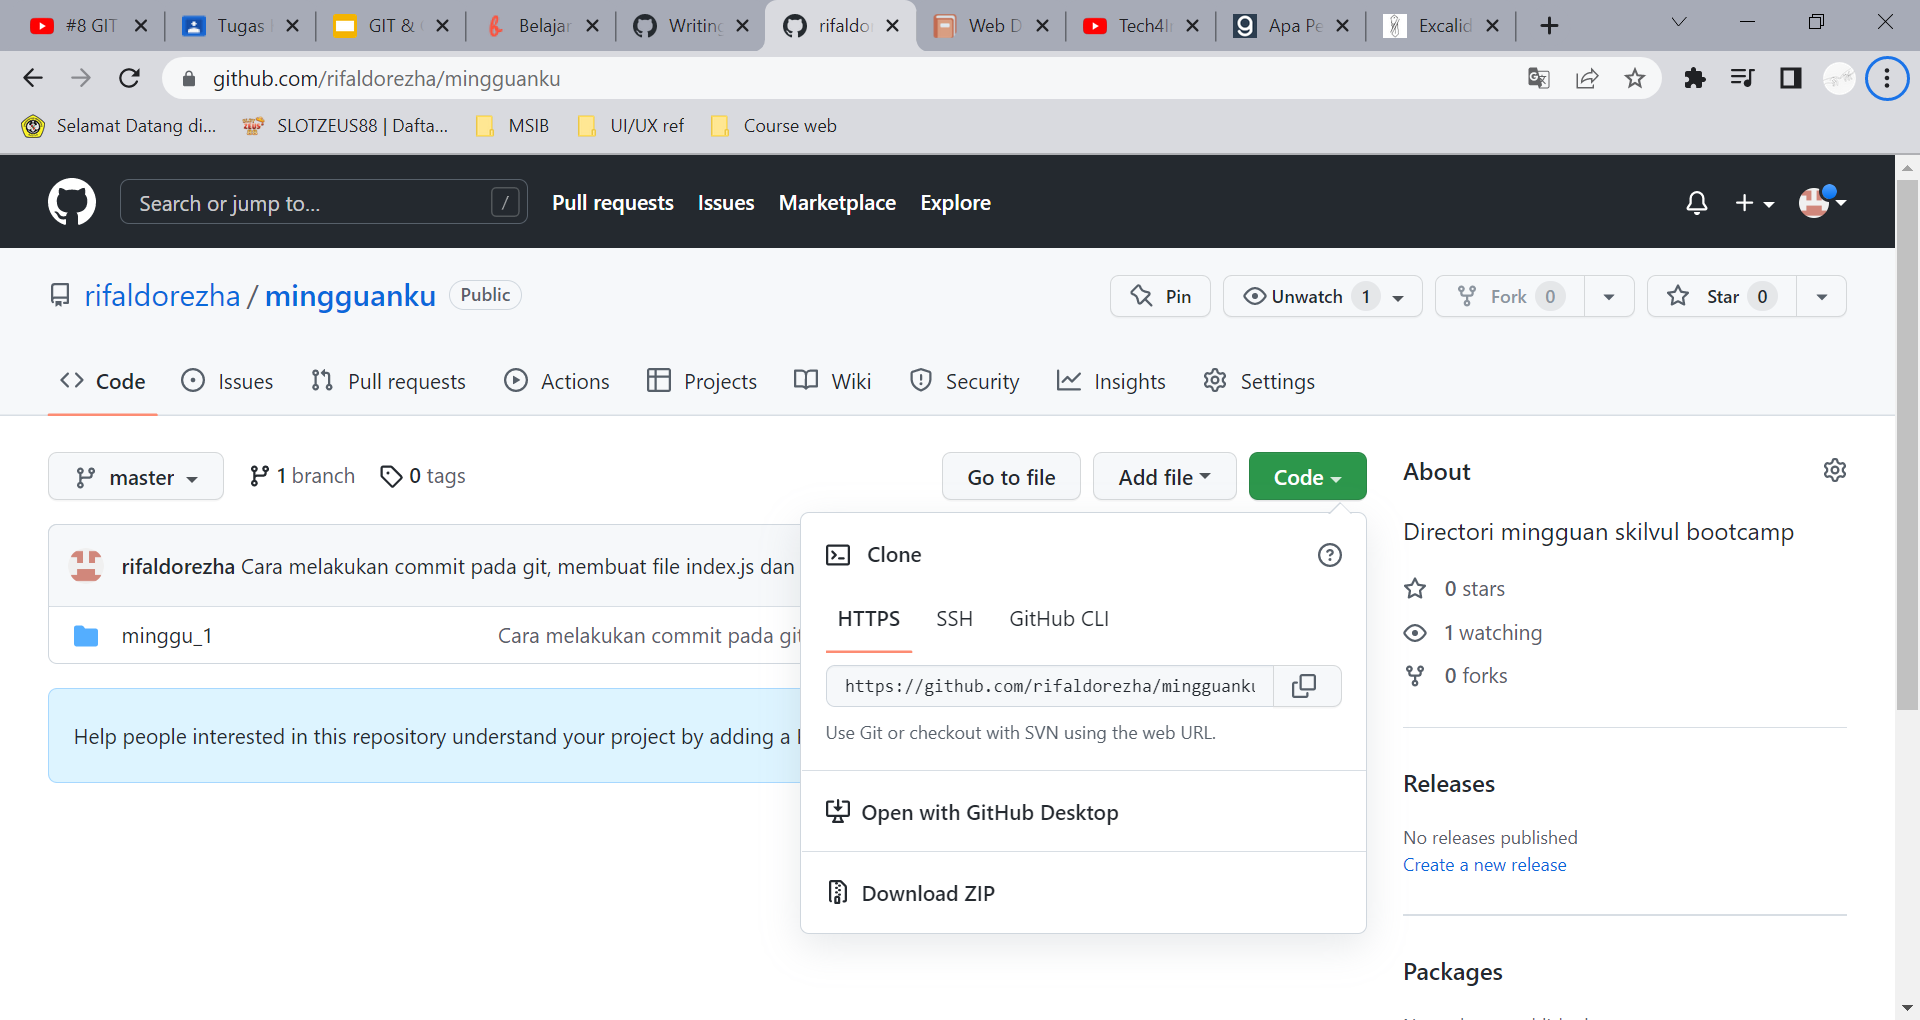 #8 GIT
Tugas
GIT &
Belajar
Writing
rifaldo
Web D
Tech4I
Apa Pe
Excalid
github.com/rifaldorezha/mingguanku
Selamat Datang di...
SLOTZEUS88 | Dafta...
MSIB
UI/UX ref
Course web
Search or jump to...
/
Pull requests
Issues
Marketplace
Explore
rifaldorezha / mingguanku
Public
Pin
Unwatch 1
Fork 0
Star 0
Code
Issues
Pull requests
Actions
Projects
Wiki
Security
Insights
Settings
master
1 branch
0 tags
Go to file
Add file
Code
rifaldorezha Cara melakukan commit pada git, membuat file index.js dan
minggu_1
Cara melakukan commit pada git
Help people interested in this repository understand your project by adding a
Clone
HTTPS
SSH
GitHub CLI
https://github.com/rifaldorezha/mingguanku
Use Git or checkout with SVN using the web URL.
Open with GitHub Desktop
Download ZIP
About
Directori mingguan skilvul bootcamp
0 stars
1 watching
0 forks
Releases
No releases published
Create a new release
Packages